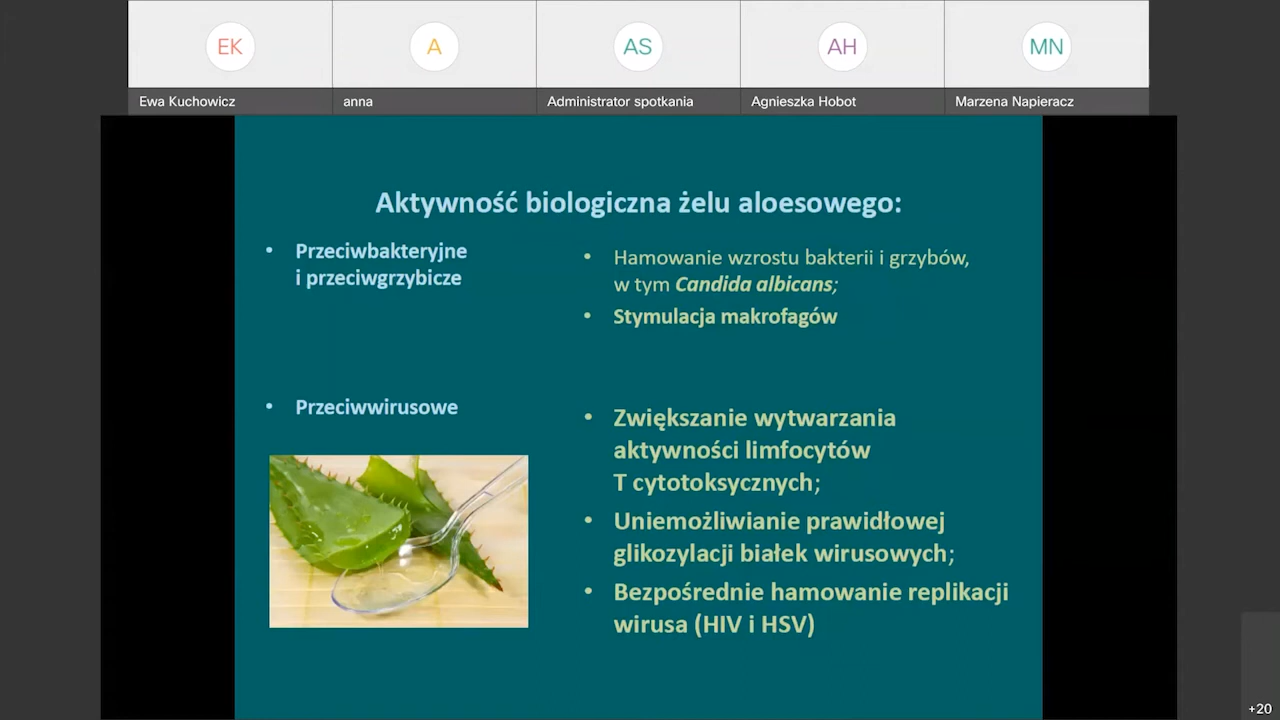 EK
A
AS
AH
MN
Ewa Kuchowicz
anna
Administrator spotkania
Agnieszka Hobot
Marzena Napieracz
Aktywność biologiczna żelu aloesowego:
• Przeciwbakteryjne
i przeciwgrzybicze
• Hamowanie wzrostu bakterii i grzybów,
w tym Candida albicans;
• Stymulacja makrofagów
• Przeciwwirusowe
• Zwiększanie wytwarzania
aktywności limfocytów
T cytotoksycznych;
• Uniemożliwianie prawidłowej
glikozylacji białek wirusowych;
• Bezpośrednie hamowanie replikacji
wirusa (HIV i HSV)
+20